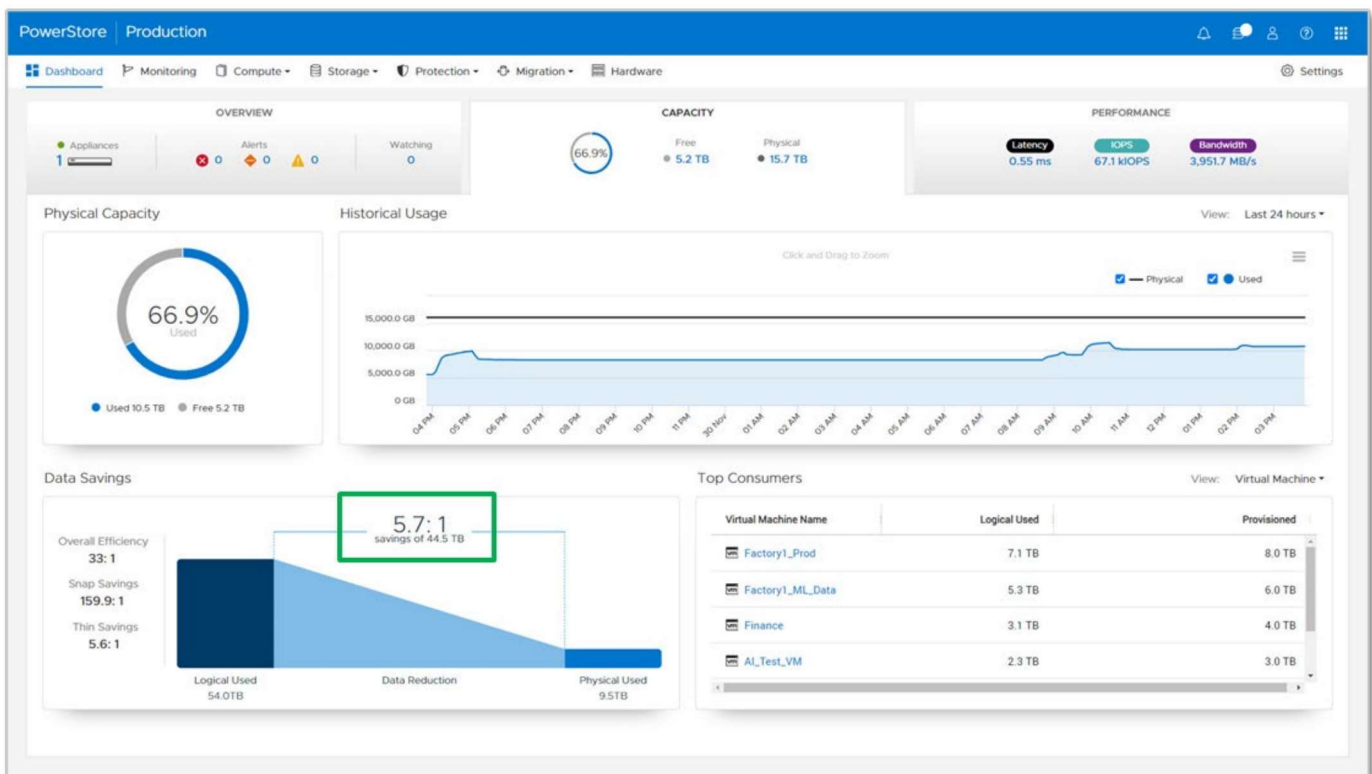 PowerStore Production
Dashboard Monitoring Compute Storage Protection Migration Hardware Settings
OVERVIEW
Appliances
1
Alerts
0 0 0
Watching
0
CAPACITY
66.9%
Free
5.2 TB
Physical
15.7 TB
PERFORMANCE
Latency
0.55 ms
IOPS
67.1 kIOPS
Bandwidth
3,951.7 MB/s
Physical Capacity
66.9%
Used
Used 10.5 TB Free 5.2 TB
Historical Usage
View: Last 24 hours
Click and Drag to Zoom
Physical Used
15,000.0 GB
10,000.0 GB
5,000.0 GB
0 GB
04 PM 05 PM 06 PM 07 PM 08 PM 09 PM 10 PM 11 PM 30 Nov 01 AM 02 AM 03 AM 04 AM 05 AM 06 AM 07 AM 08 AM 09 AM 10 AM 11 AM 12 PM 01 PM 02 PM 03 PM
Data Savings
Overall Efficiency
33: 1
Snap Savings
159.9: 1
Thin Savings
5.6: 1
5.7: 1
savings of 44.5 TB
Logical Used
54.0TB
Data Reduction
Physical Used
9.5TB
Top Consumers
View: Virtual Machine
Virtual Machine Name Logical Used Provisioned
vm Factory1_Prod 7.1 TB 8.0 TB
vm Factory1_ML_Data 5.3 TB 6.0 TB
vm Finance 3.1 TB 4.0 TB
vm AI_Test_VM 2.3 TB 3.0 TB